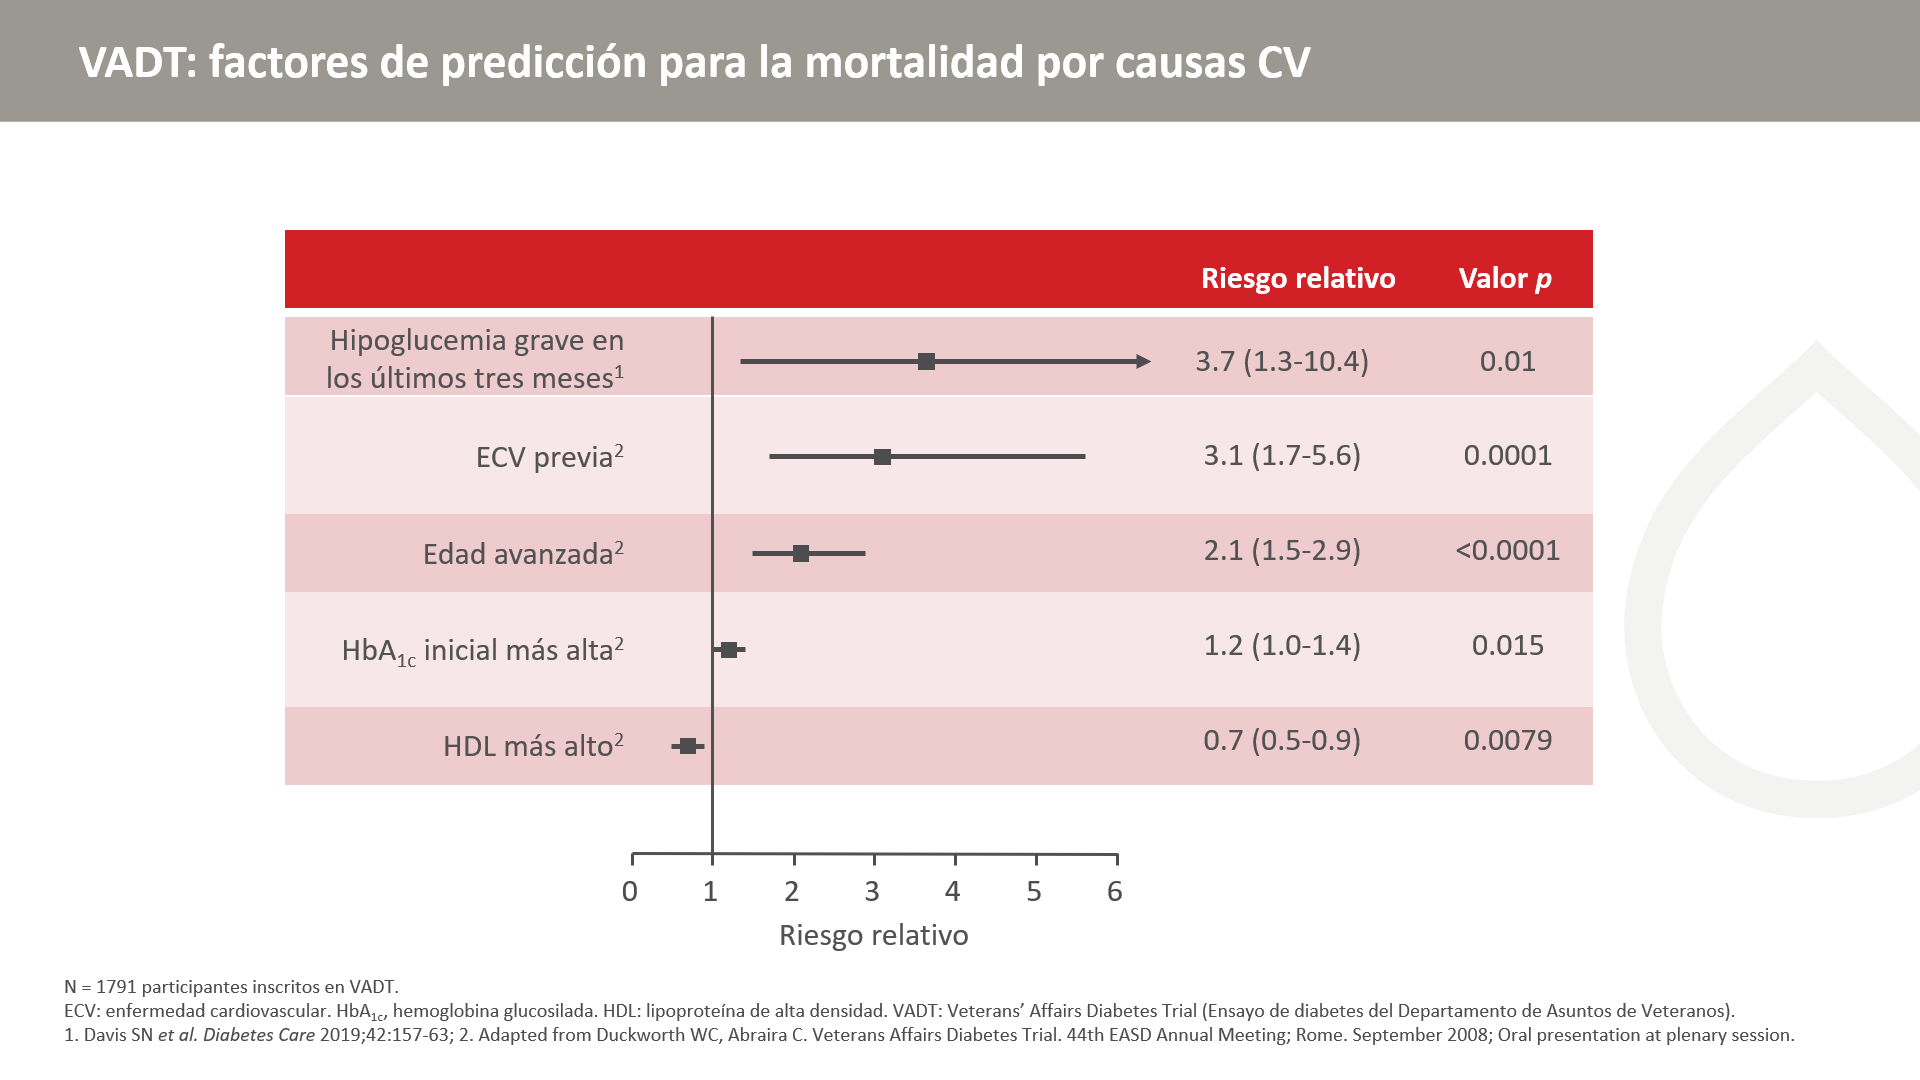 VADT: factores de predicción para la mortalidad por causas CV
Riesgo relativo Valor p
Hipoglucemia grave en
los últimos tres meses¹ 3.7 (1.3-10.4) 0.01
ECV previa² 3.1 (1.7-5.6) 0.0001
Edad avanzada² 2.1 (1.5-2.9) <0.0001
HbA₁c inicial más alta² 1.2 (1.0-1.4) 0.015
HDL más alto² 0.7 (0.5-0.9) 0.0079
0 1 2 3 4 5 6
Riesgo relativo
N = 1791 participantes inscritos en VADT.
ECV: enfermedad cardiovascular. HbA₁c, hemoglobina glucosilada. HDL: lipoproteína de alta densidad. VADT: Veterans’ Affairs Diabetes Trial (Ensayo de diabetes del Departamento de Asuntos de Veteranos).
1. Davis SN et al. Diabetes Care 2019;42:157-63; 2. Adapted from Duckworth WC, Abraira C. Veterans Affairs Diabetes Trial. 44th EASD Annual Meeting; Rome. September 2008; Oral presentation at plenary session.